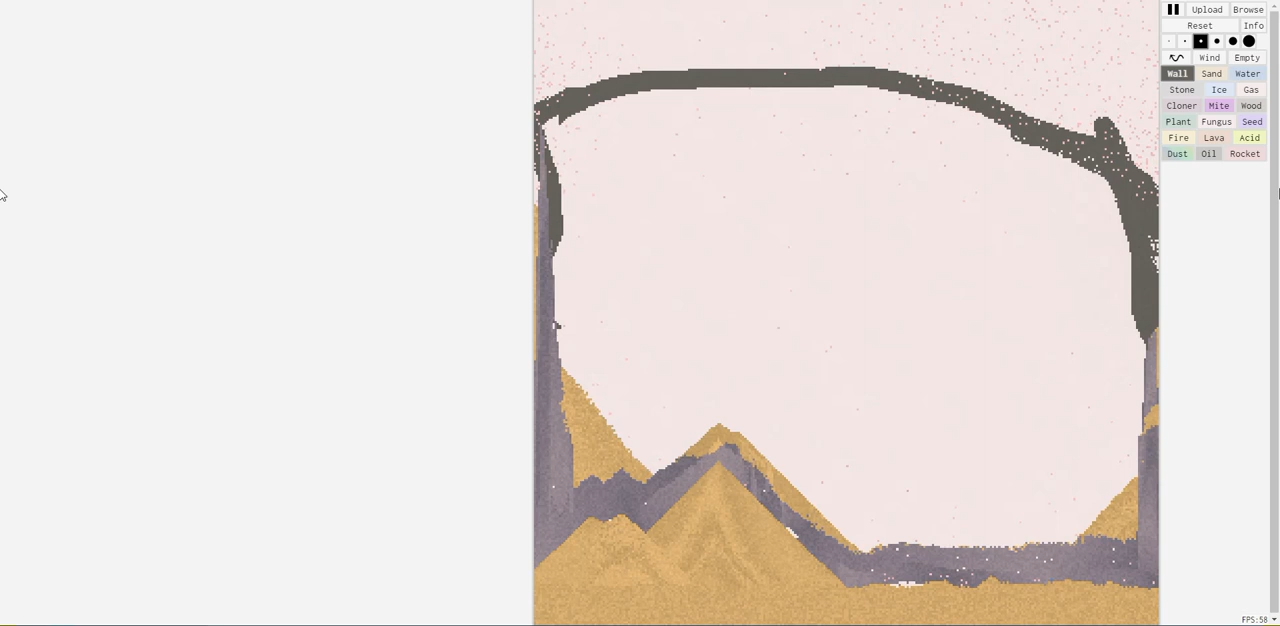 Upload Browse
Reset Info
Wind Empty
Wall Sand Water
Stone Ice Gas
Cloner Mite Wood
Plant Fungus Seed
Fire Lava Acid
Dust Oil Rocket
FPS:58